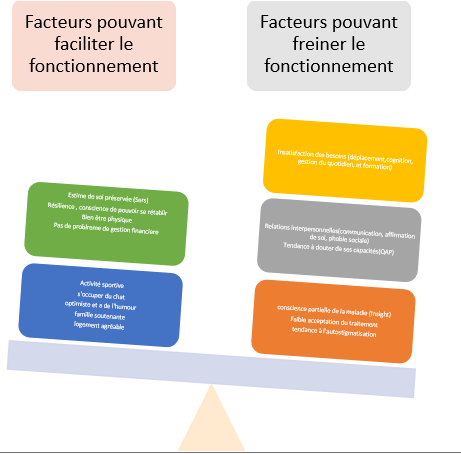 Facteurs pouvant
faciliter le
fonctionnement
Facteurs pouvant
freiner le
fonctionnement
Estime de soi préservée (Sers)
Résilience , conscience de pouvoir se rétablir
Bien être physique
Pas de problreme de gestion financiere
Activité sportive
s'occuper du chat
optimiste et a de l'humour
famille soutenante
logement agréable
Insatisfaction des besoins (déplacement,cognition,
gestion du quotidien, et formation)
Relations interpersonnelles(communication, affirmation
de soi, phobie sociale)
Tendance à douter de ses capacités(QAP)
conscience partielle de la maladie (Insight)
Faible acceptation du traitement
tendance à l'autostigmatisation